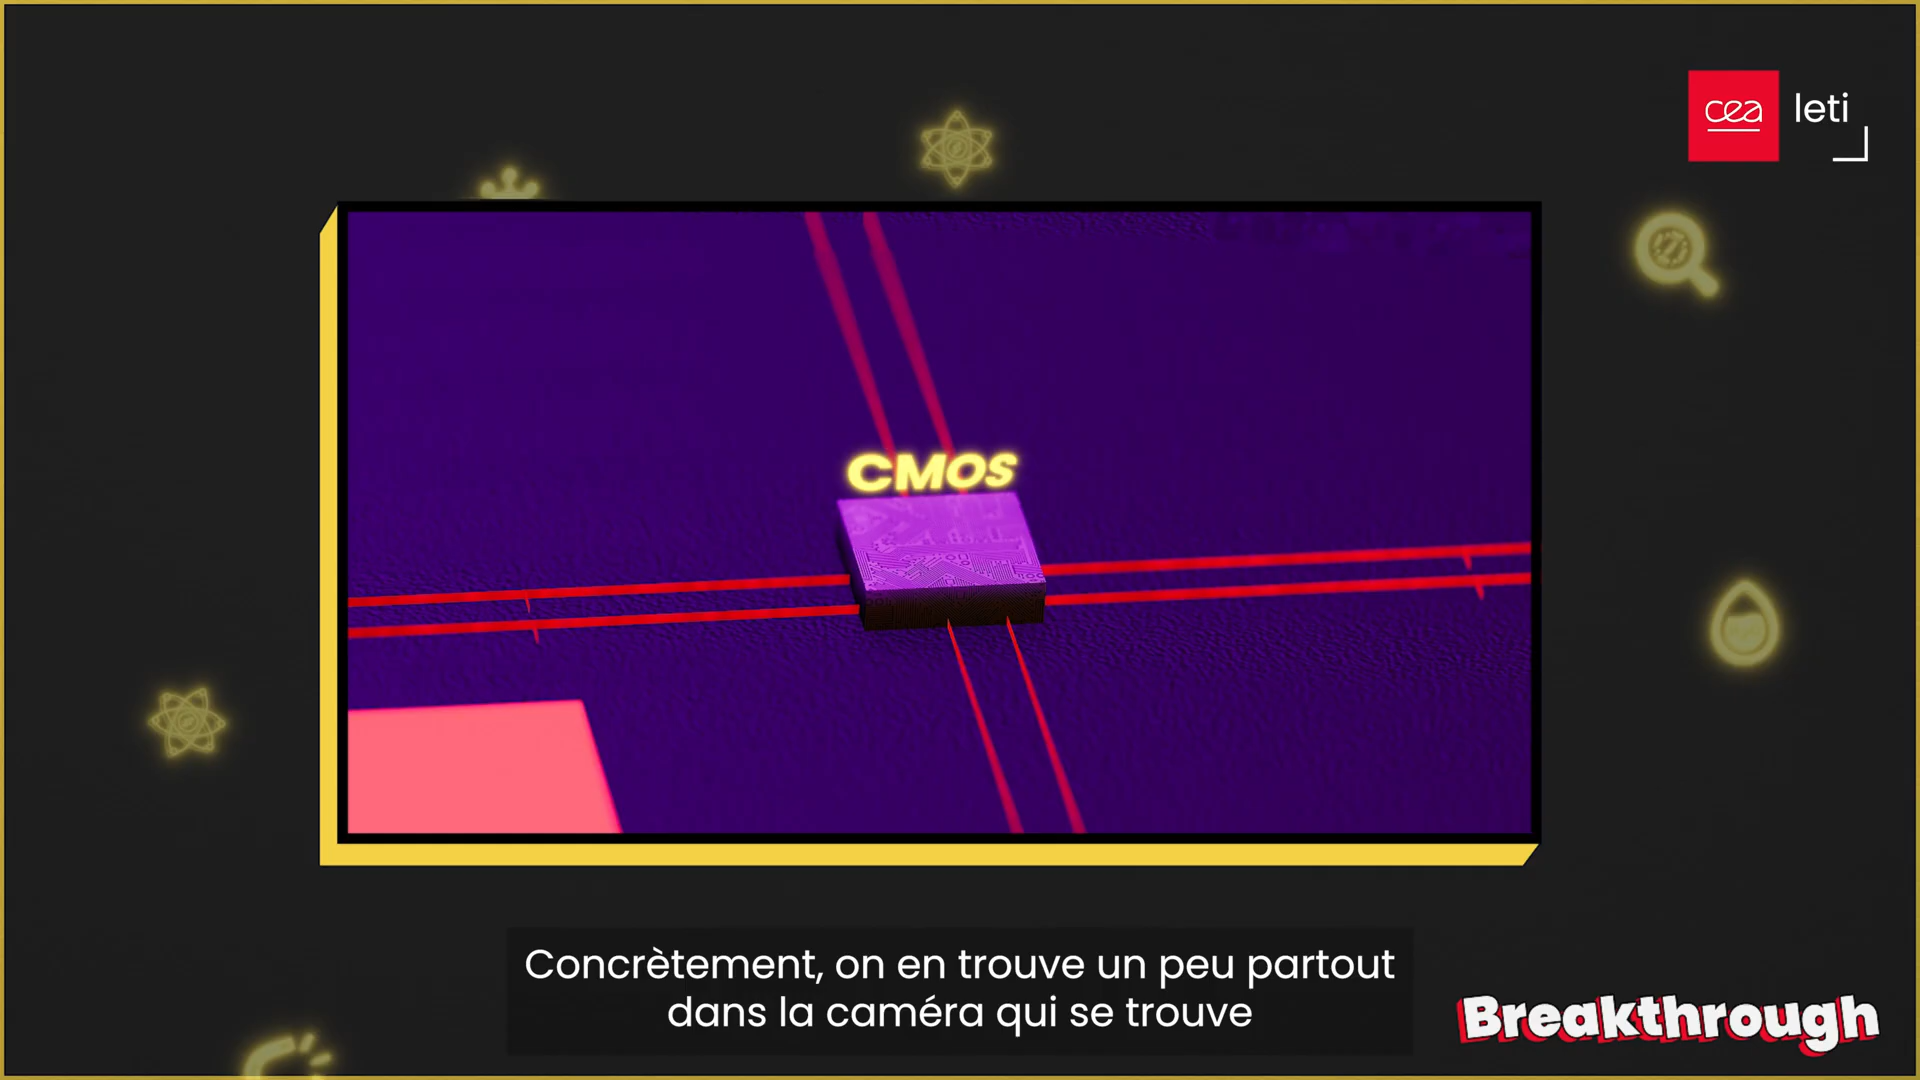 cea leti
CMOS
Concrètement, on en trouve un peu partout
dans la caméra qui se trouve
Breakthrough